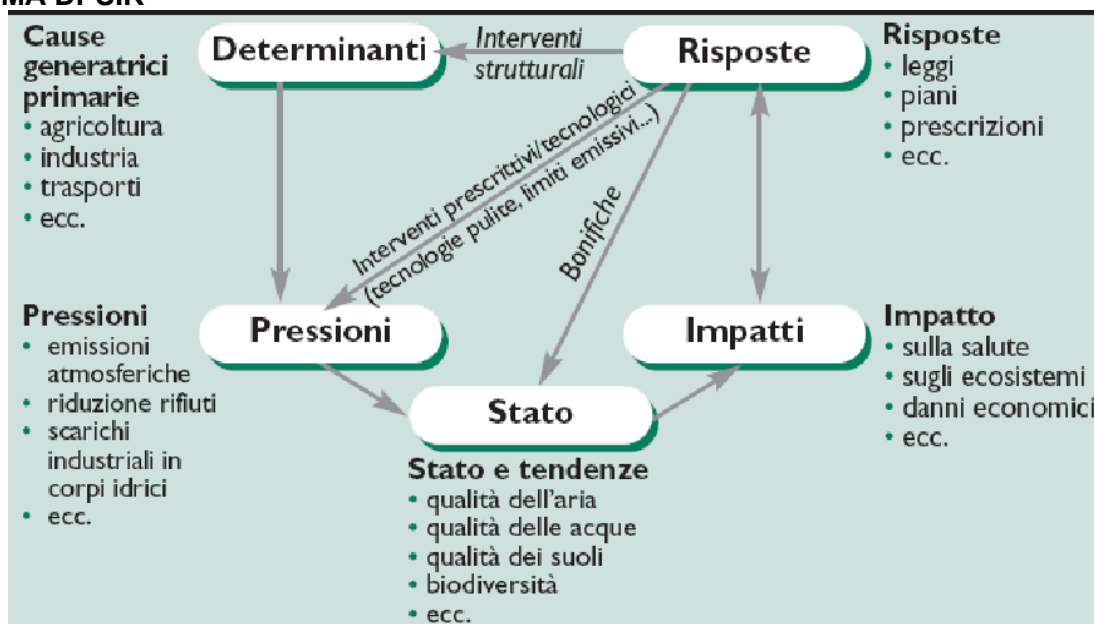 Cause
generatrici
primarie
• agricoltura
• industria
• trasporti
• ecc.
Determinanti
Interventi
strutturali
Risposte
Risposte
• leggi
• piani
• prescrizioni
• ecc.
Interventi prescrittivi/tecnologici
(tecnologie pulite, limiti emissivi...)
Bonifiche
Pressioni
• emissioni
atmosferiche
• riduzione rifiuti
• scarichi
industriali in
corpi idrici
• ecc.
Pressioni
Stato
Impatti
Impatto
• sulla salute
• sugli ecosistemi
• danni economici
• ecc.
Stato e tendenze
• qualità dell'aria
• qualità delle acque
• qualità dei suoli
• biodiversità
• ecc.